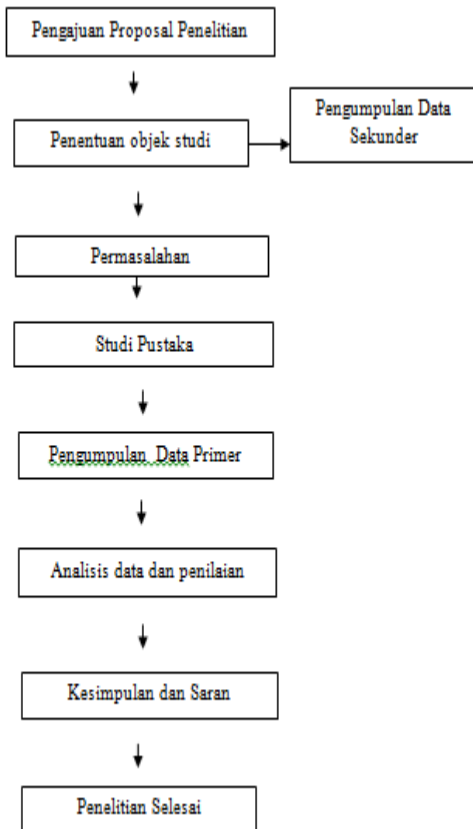 Pengajuan Proposal Penelitian
Penentuan objek studi
Pengumpulan Data
Sekunder
Permasalahan
Studi Pustaka
Pengumpulan Data Primer
Analisis data dan penilaian
Kesimpulan dan Saran
Penelitian Selesai